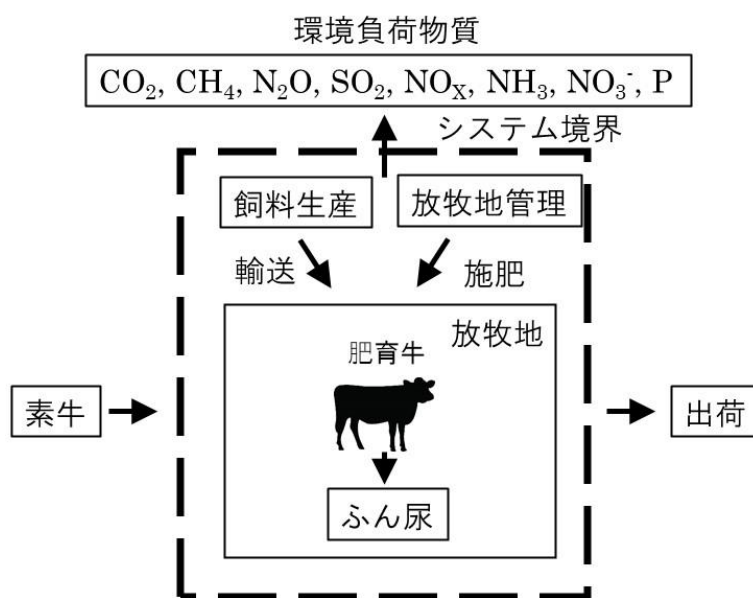 環境負荷物質
CO₂, CH₄, N₂O, SO₂, NOₓ, NH₃, NO₃⁻, P
システム境界
飼料生産
放牧地管理
輸送
施肥
放牧地
肥育牛
素牛
出荷
ふん尿